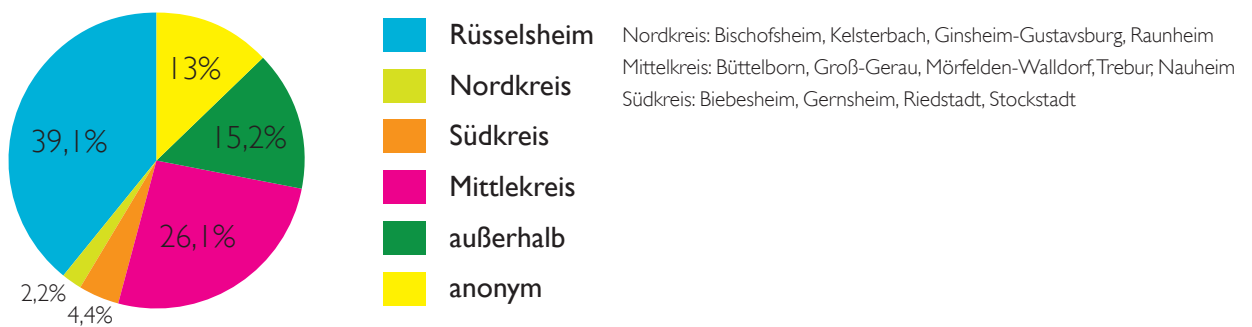 13%
39,1%
15,2%
26,1%
2,2%
4,4%
Rüsselsheim
Nordkreis
Südkreis
Mittlekreis
außerhalb
anonym
Nordkreis: Bischofsheim, Kelsterbach, Ginsheim-Gustavsburg, Raunheim
Mittelkreis: Büttelborn, Groß-Gerau, Mörfelden-Walldorf, Trebur, Nauheim
Südkreis: Biebesheim, Gernsheim, Riedstadt, Stockstadt